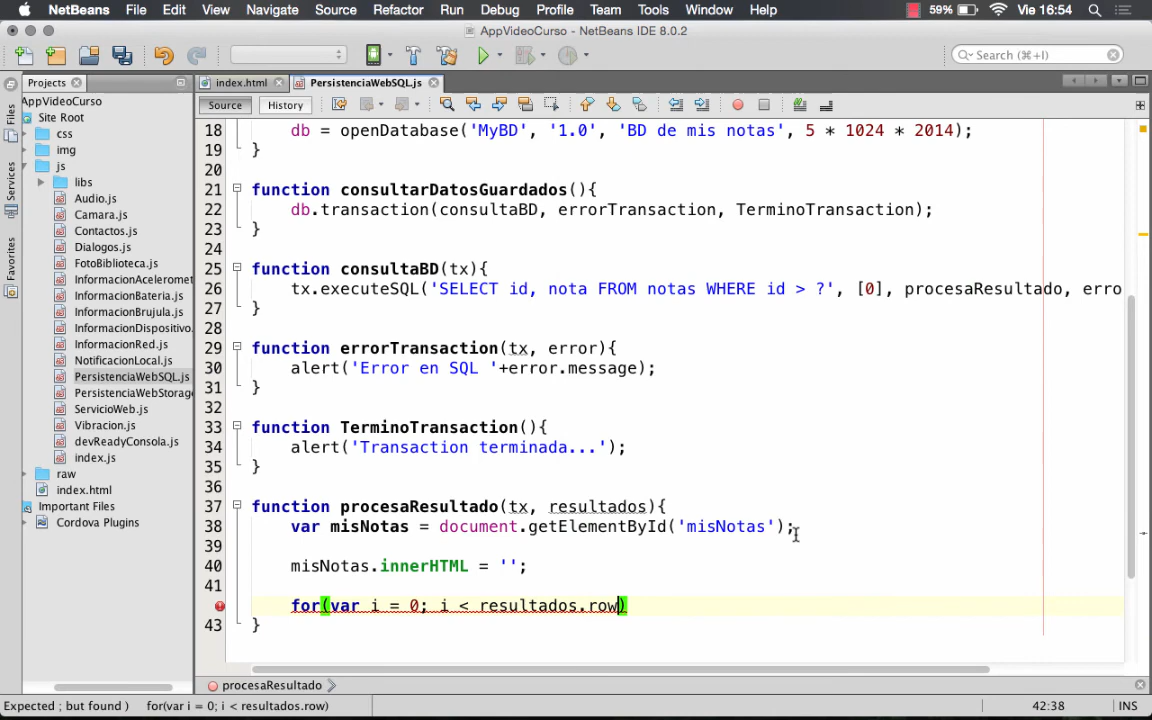 NetBeans File Edit View Navigate Source Refactor Run Debug Profile Team Tools Window Help 59% Vie 16:54
AppVideoCurso - NetBeans IDE 8.0.2
Search (⌘+I)
Projects index.html PersistenciaWebSQL.js
Source History
Files
Services
Favorites
AppVideoCurso
Site Root
css
img
js
libs
Audio.js
Camara.js
Contactos.js
Dialogos.js
FotoBiblioteca.js
InformacionAceleromet
InformacionBateria.js
InformacionBrujula.js
InformacionDispositivo.
InformacionRed.js
NotificacionLocal.js
PersistenciaWebSQL.js
PersistenciaWebStorage
ServicioWeb.js
Vibracion.js
devReadyConsola.js
index.js
raw
index.html
Important Files
Cordova Plugins
18 db = openDatabase('MyBD', '1.0', 'BD de mis notas', 5 * 1024 * 2014);
19 }
20
21 function consultarDatosGuardados(){
22 db.transaction(consultaBD, errorTransaction, TerminoTransaction);
23 }
24
25 function consultaBD(tx){
26 tx.executeSQL('SELECT id, nota FROM notas WHERE id > ?', [0], procesaResultado, erro
27 }
28
29 function errorTransaction(tx, error){
30 alert('Error en SQL '+error.message);
31 }
32
33 function TerminoTransaction(){
34 alert('Transaction terminada...');
35 }
36
37 function procesaResultado(tx, resultados){
38 var misNotas = document.getElementById('misNotas');
39
40 misNotas.innerHTML = '';
41
for(var i = 0; i < resultados.row)
43 }
procesaResultado
Expected ; but found ) for(var i = 0; i < resultados.row) 42:38 INS